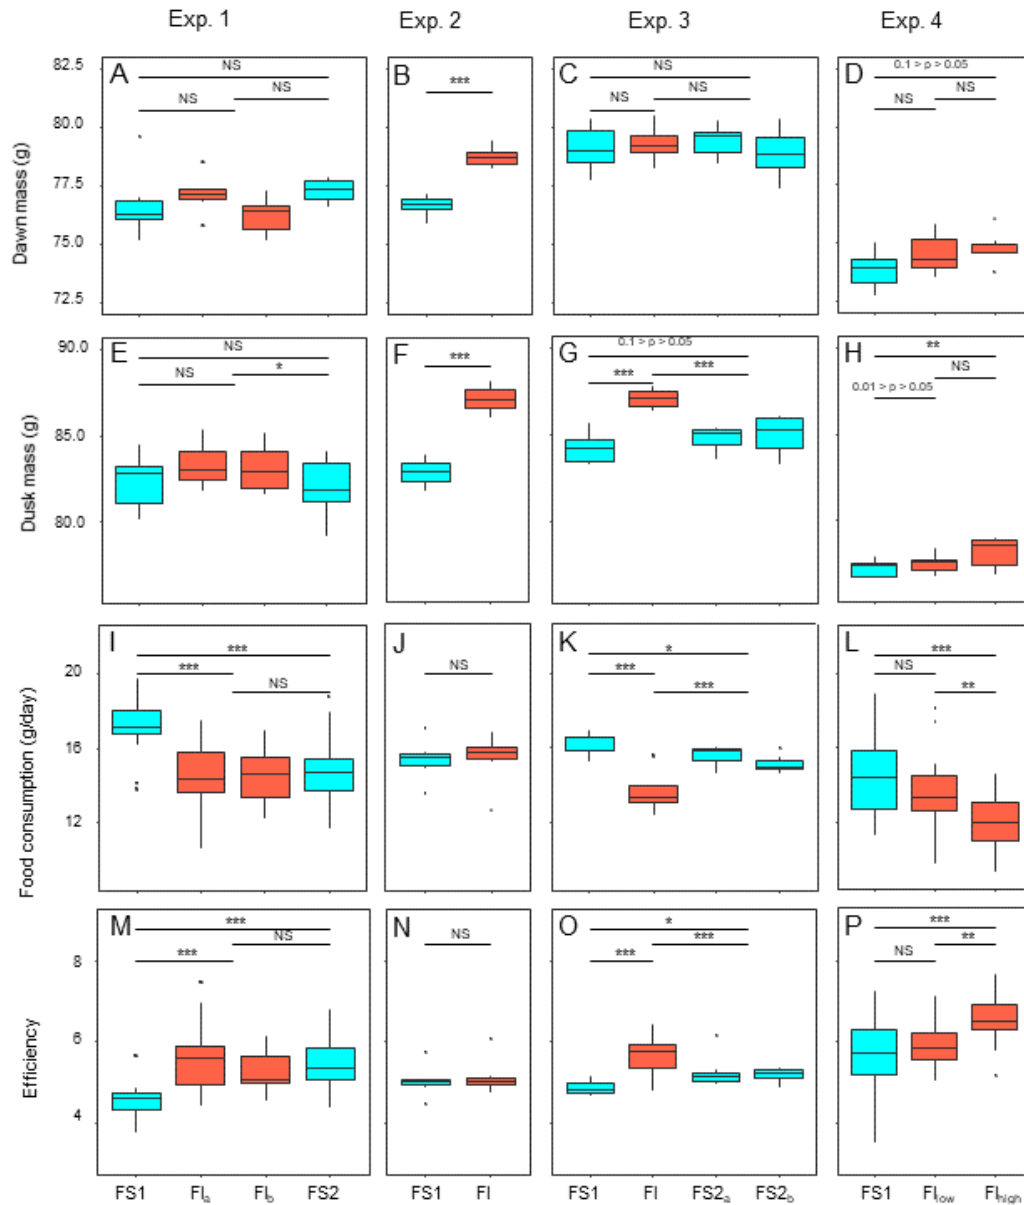 Exp. 1 Exp. 2 Exp. 3 Exp. 4
Dawn mass (g)
82.5
80.0
77.5
75.0
72.5
A NS NS NS
B ***
C NS NS NS
D 0.1 > p > 0.05 NS NS
Dusk mass (g)
90.0
85.0
80.0
E NS NS *
F ***
G 0.1 > p > 0.05 *** ***
H ** NS 0.01 > p > 0.05
Food consumption (g/day)
20
16
12
I *** *** NS
J NS
K * *** ***
L *** NS **
Efficiency
8
6
4
M *** NS ***
N NS
O * *** ***
P *** ** NS
FS1 FIa FIb FS2 FS1 FI FS1 FI FS2a FS2b FS1 FIlow FIhigh